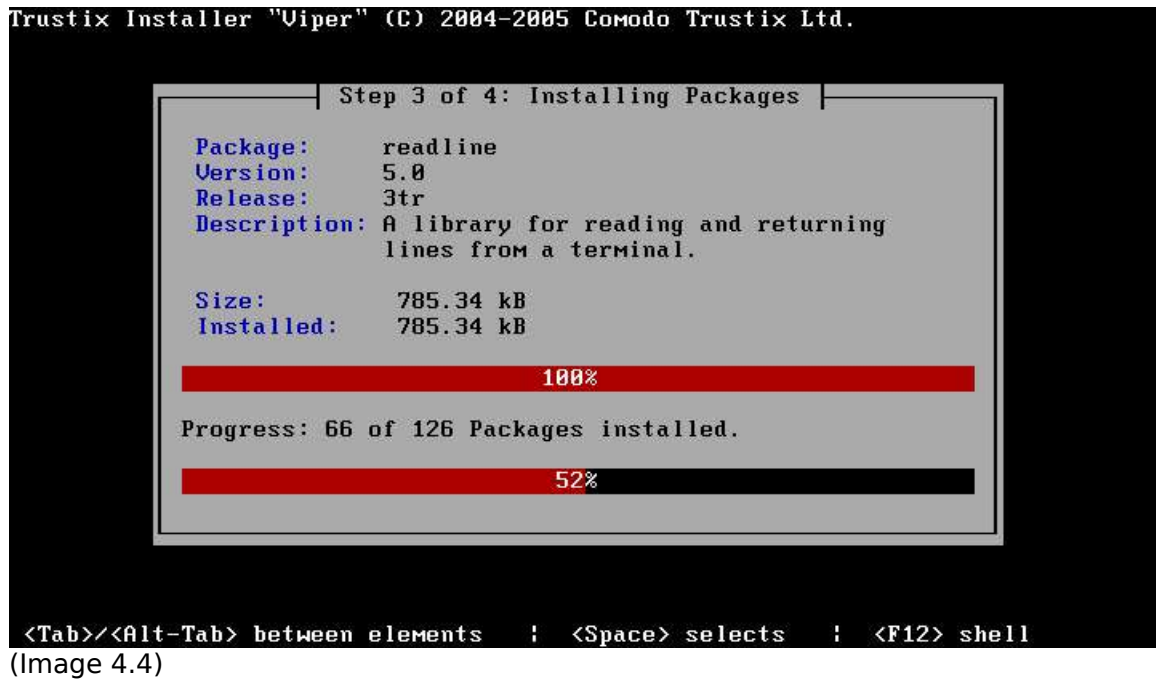 Trustix Installer "Viper" (C) 2004-2005 Comodo Trustix Ltd.
Step 3 of 4: Installing Packages
Package: readline
Version: 5.0
Release: 3tr
Description: A library for reading and returning
lines from a terminal.
Size: 785.34 kB
Installed: 785.34 kB
100%
Progress: 66 of 126 Packages installed.
52%
<Tab>/<Alt-Tab> between elements ¦ <Space> selects ¦ <F12> shell
(Image 4.4)